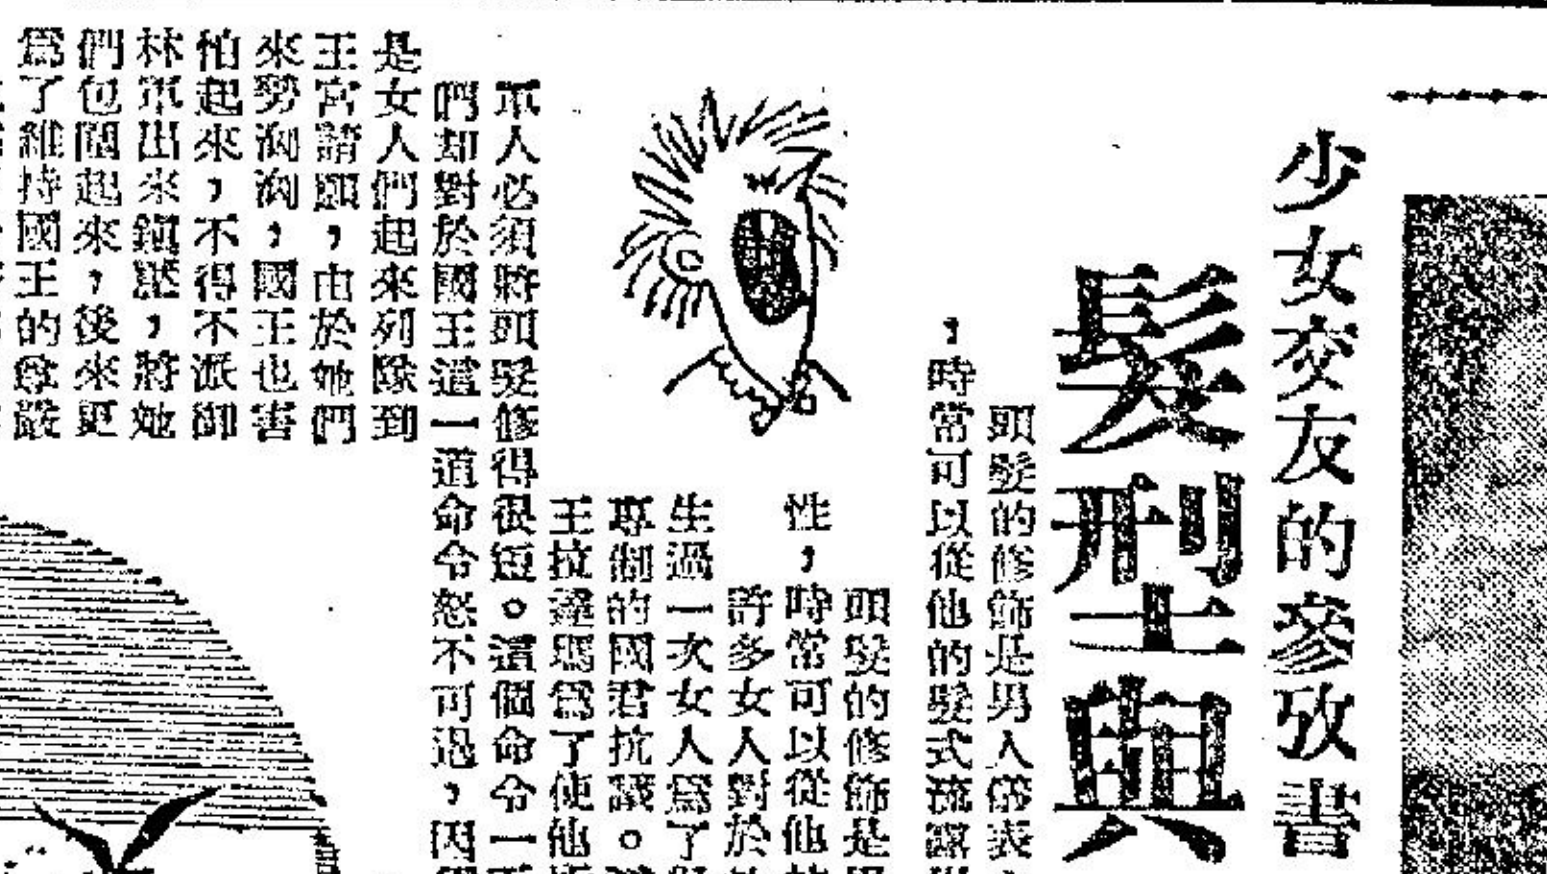 少女交友的參攷書
髮型與
頭髮的修飾是男人儀表
，時常可以從他的髮式流露
頭髮的修飾是
性，時常可以從他
許多女人對於
生過一次女人爲了
專制的國君抗議。
王抗達瑪爲了使他
軍人必須將頭髮修得很短。這個命令一
們却對於國王這一道命令怒不可遏，因
是女人們起來列隊到
王宮請願，由於她們
來勢洶洶，國王也害
怕起來，不得不派御
林軍出來鎭壓，將她
們包圍起來，後來更
爲了維持國王的尊嚴